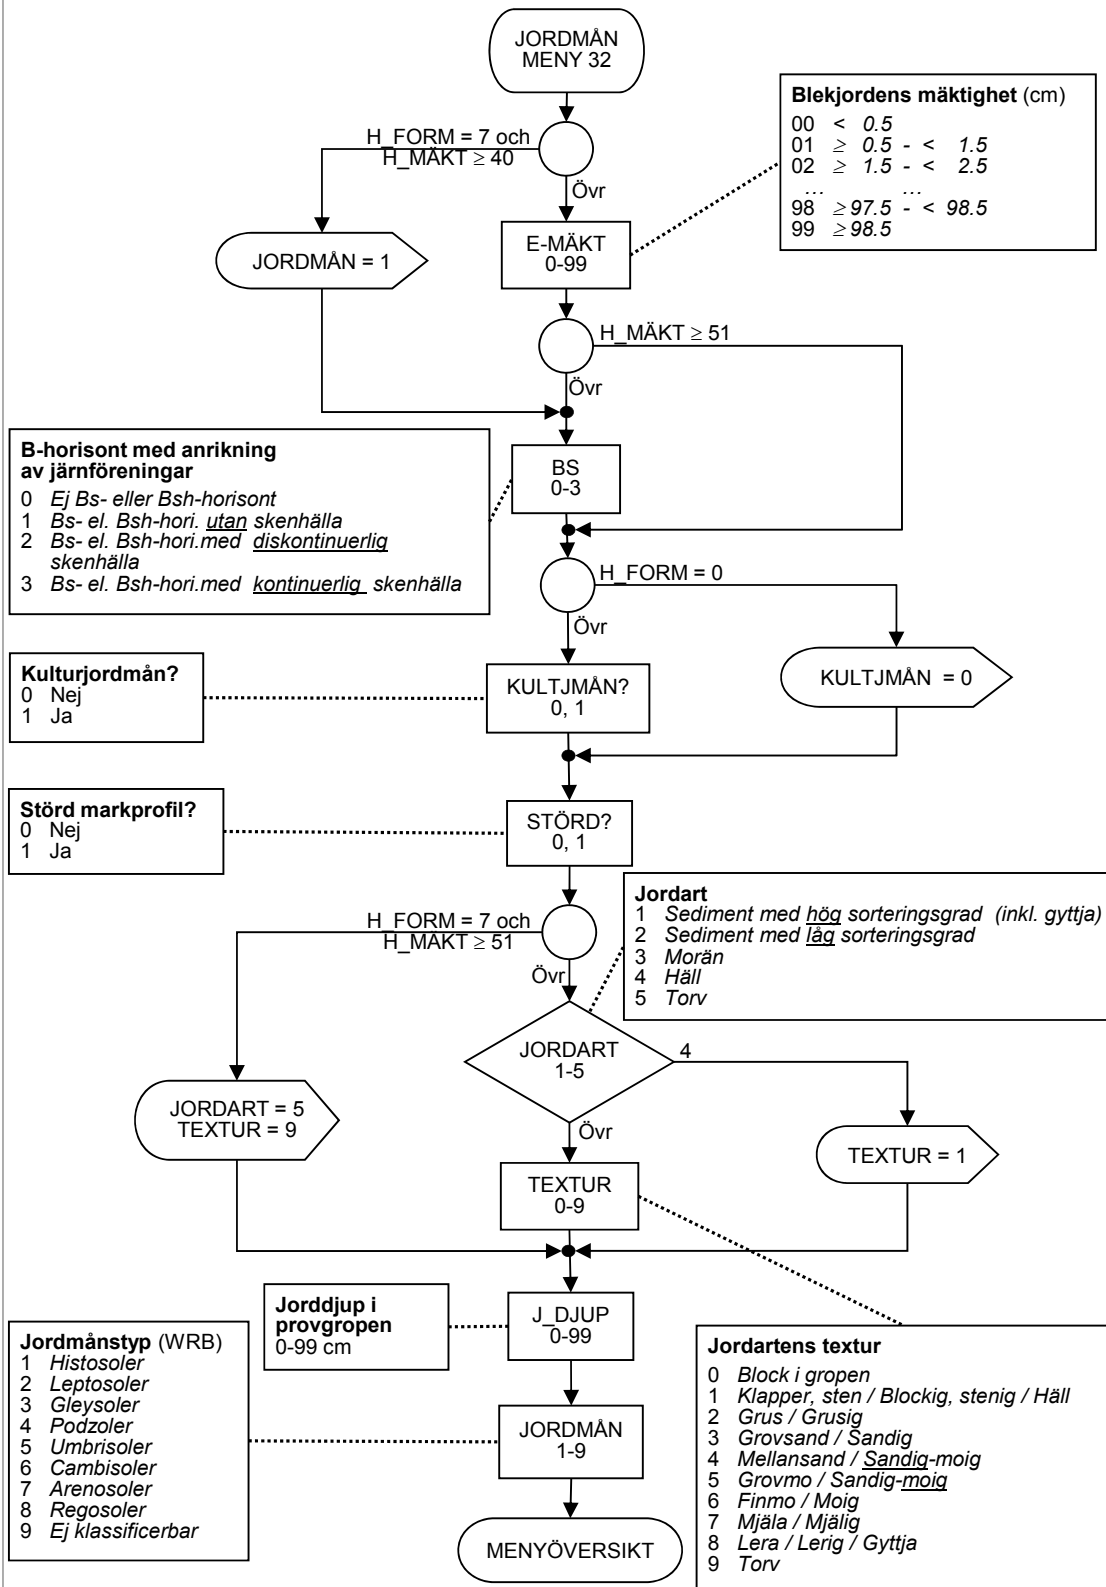 JORDMÅN
MENY 32
H_FORM = 7 och
H_MÄKT ≥ 40
Övr
Blekjordens mäktighet (cm)
00 < 0.5
01 ≥ 0.5 - < 1.5
02 ≥ 1.5 - < 2.5
... ...
98 ≥ 97.5 - < 98.5
99 ≥ 98.5
JORDMÅN = 1
E-MÄKT
0-99
H_MÄKT ≥ 51
Övr
B-horisont med anrikning
av järnföreningar
0 Ej Bs- eller Bsh-horisont
1 Bs- el. Bsh-hori. utan skenhälla
2 Bs- el. Bsh-hori.med diskontinuerlig
skenhälla
3 Bs- el. Bsh-hori.med kontinuerlig skenhälla
BS
0-3
H_FORM = 0
Övr
Kulturjordmån?
0 Nej
1 Ja
KULTJMÅN?
0, 1
KULTJMÅN = 0
Störd markprofil?
0 Nej
1 Ja
STÖRD?
0, 1
H_FORM = 7 och
H_MÄKT ≥ 51
Övr
Jordart
1 Sediment med hög sorteringsgrad (inkl. gyttja)
2 Sediment med låg sorteringsgrad
3 Morän
4 Häll
5 Torv
JORDART
1-5
4
Övr
JORDART = 5
TEXTUR = 9
TEXTUR = 1
TEXTUR
0-9
Jorddjup i
provgropen
0-99 cm
J_DJUP
0-99
Jordmånstyp (WRB)
1 Histosoler
2 Leptosoler
3 Gleysoler
4 Podzoler
5 Umbrisoler
6 Cambisoler
7 Arenosoler
8 Regosoler
9 Ej klassificerbar
JORDMÅN
1-9
Jordartens textur
0 Block i gropen
1 Klapper, sten / Blockig, stenig / Häll
2 Grus / Grusig
3 Grovsand / Sandig
4 Mellansand / Sandig-moig
5 Grovmo / Sandig-moig
6 Finmo / Moig
7 Mjäla / Mjälig
8 Lera / Lerig / Gyttja
9 Torv
MENYÖVERSIKT